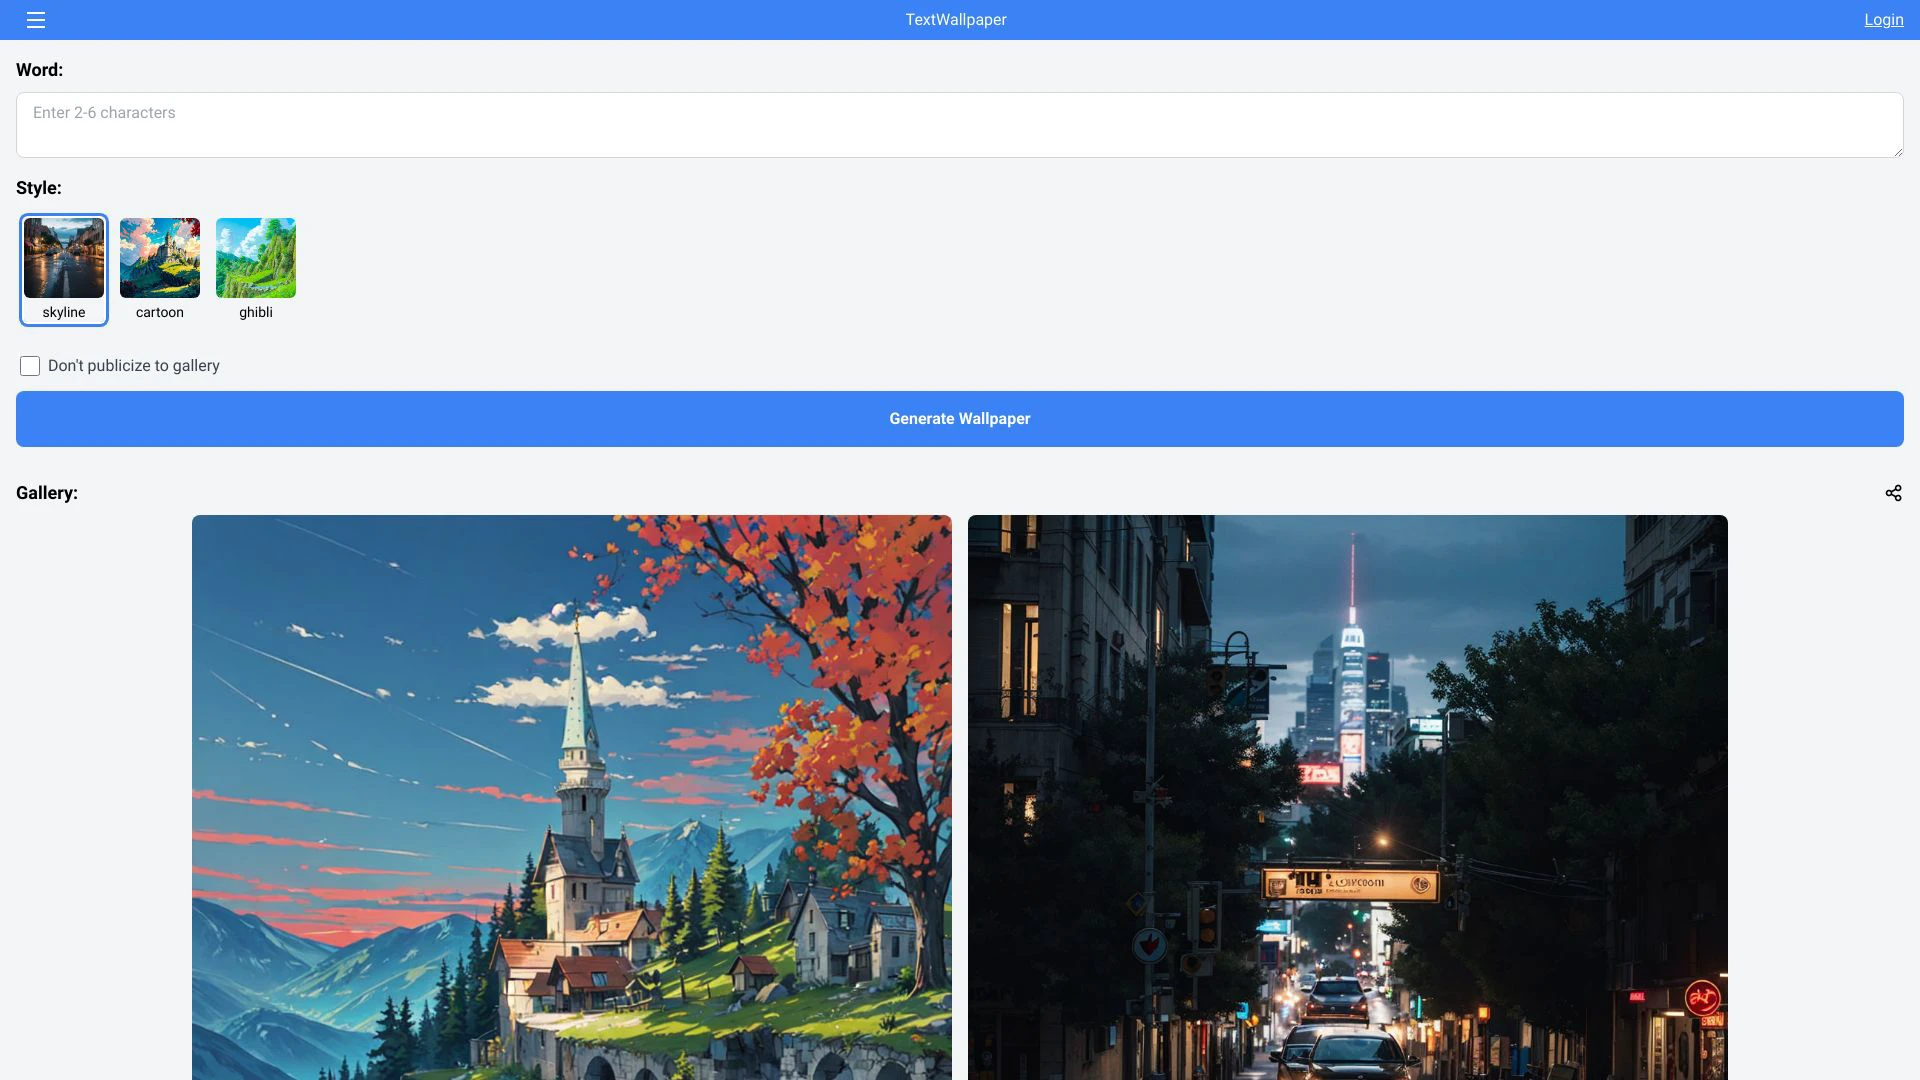 TextWallpaper
Login
Word:
Enter 2-6 characters
Style:
skyline
cartoon
ghibli
Don't publicize to gallery
Generate Wallpaper
Gallery: